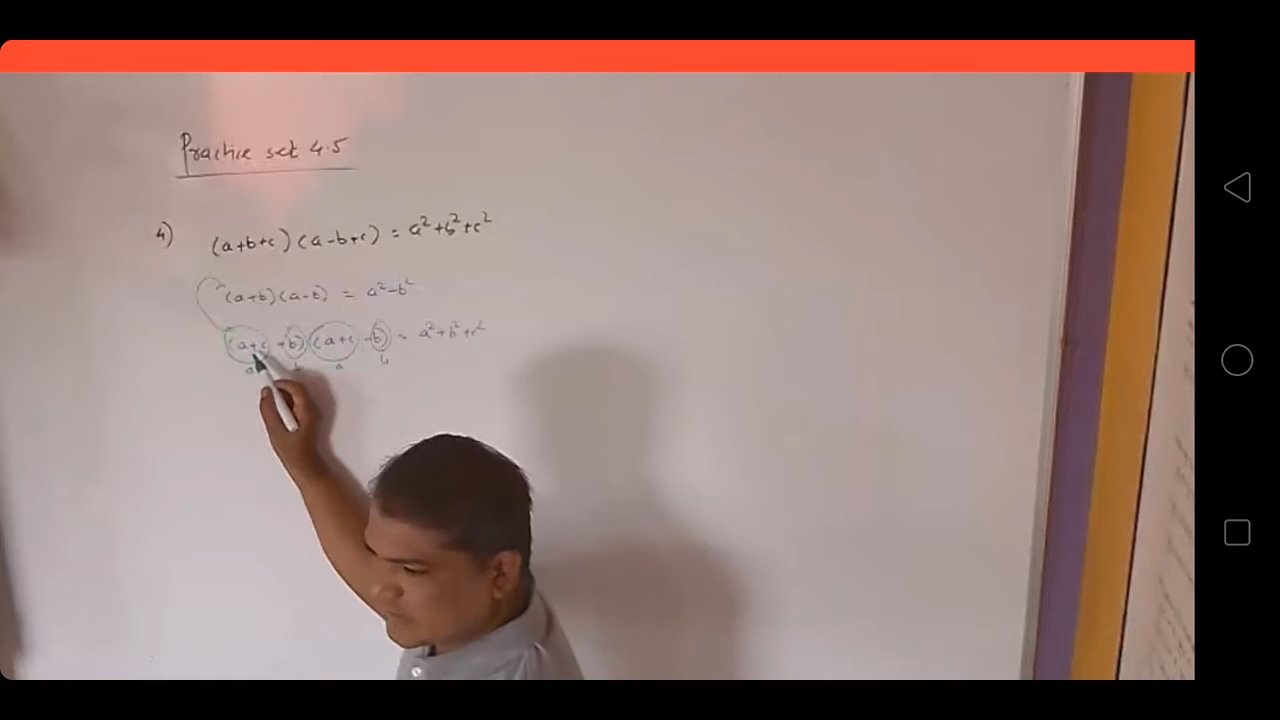 Practice set 4.5
4) (a+b+c)(a-b+c) = a²+b²+c²
(a+b)(a-b) = a²-b²
(a+c +b)(a+c -b) = a²+b²+c²
a b a b